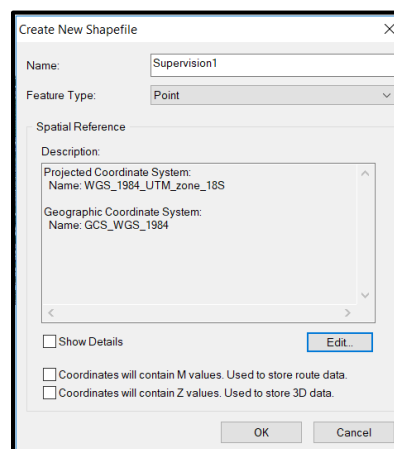 Create New Shapefile
Name: Supervision1
Feature Type: Point
Spatial Reference
Description:
Projected Coordinate System:
Name: WGS_1984_UTM_zone_18S
Geographic Coordinate System:
Name: GCS_WGS_1984
Show Details Edit...
Coordinates will contain M values. Used to store route data.
Coordinates will contain Z values. Used to store 3D data.
OK Cancel